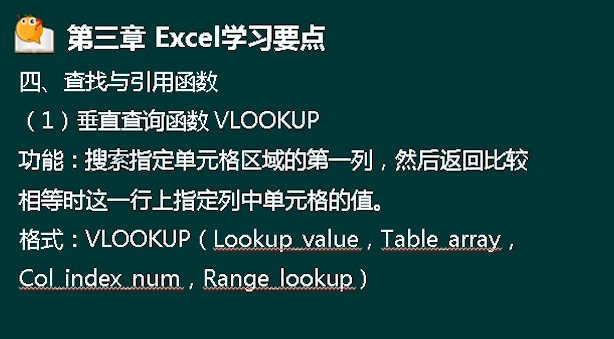 第三章 Excel学习要点
四、查找与引用函数
（1）垂直查询函数 VLOOKUP
功能：搜索指定单元格区域的第一列，然后返回比较
相等时这一行上指定列中单元格的值。
格式：VLOOKUP（Lookup_value，Table_array，
Col_index_num，Range_lookup）